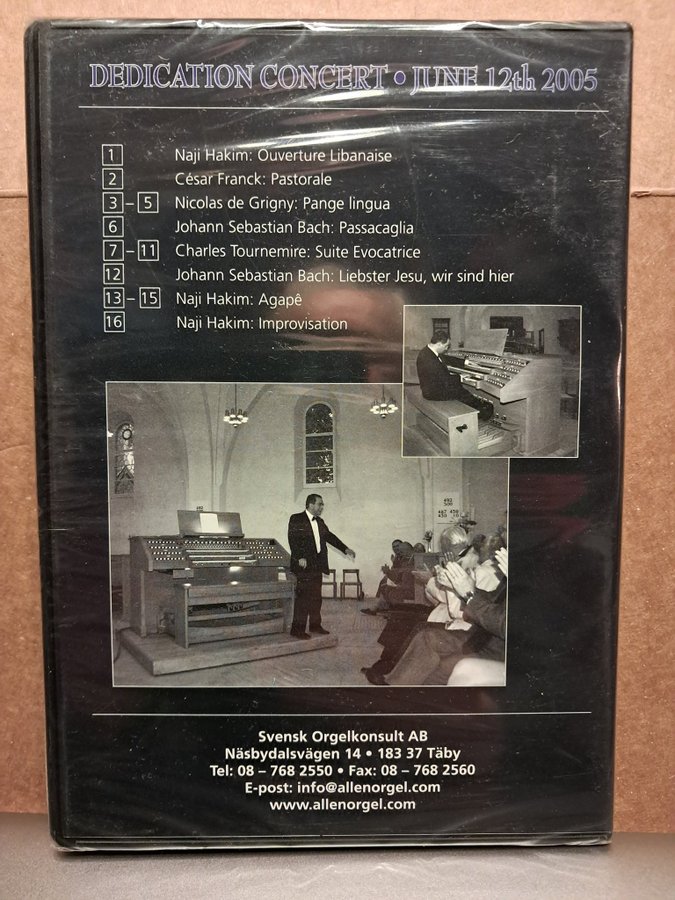 DEDICATION CONCERT • JUNE 12th 2005
1 Naji Hakim: Ouverture Libanaise
2 César Franck: Pastorale
3 – 5 Nicolas de Grigny: Pange lingua
6 Johann Sebastian Bach: Passacaglia
7 – 11 Charles Tournemire: Suite Evocatrice
12 Johann Sebastian Bach: Liebster Jesu, wir sind hier
13 – 15 Naji Hakim: Agapê
16 Naji Hakim: Improvisation
Svensk Orgelkonsult AB
Näsbydalsvägen 14 • 183 37 Täby
Tel: 08 – 768 2550 • Fax: 08 – 768 2560
E-post: info@allenorgel.com
www.allenorgel.com